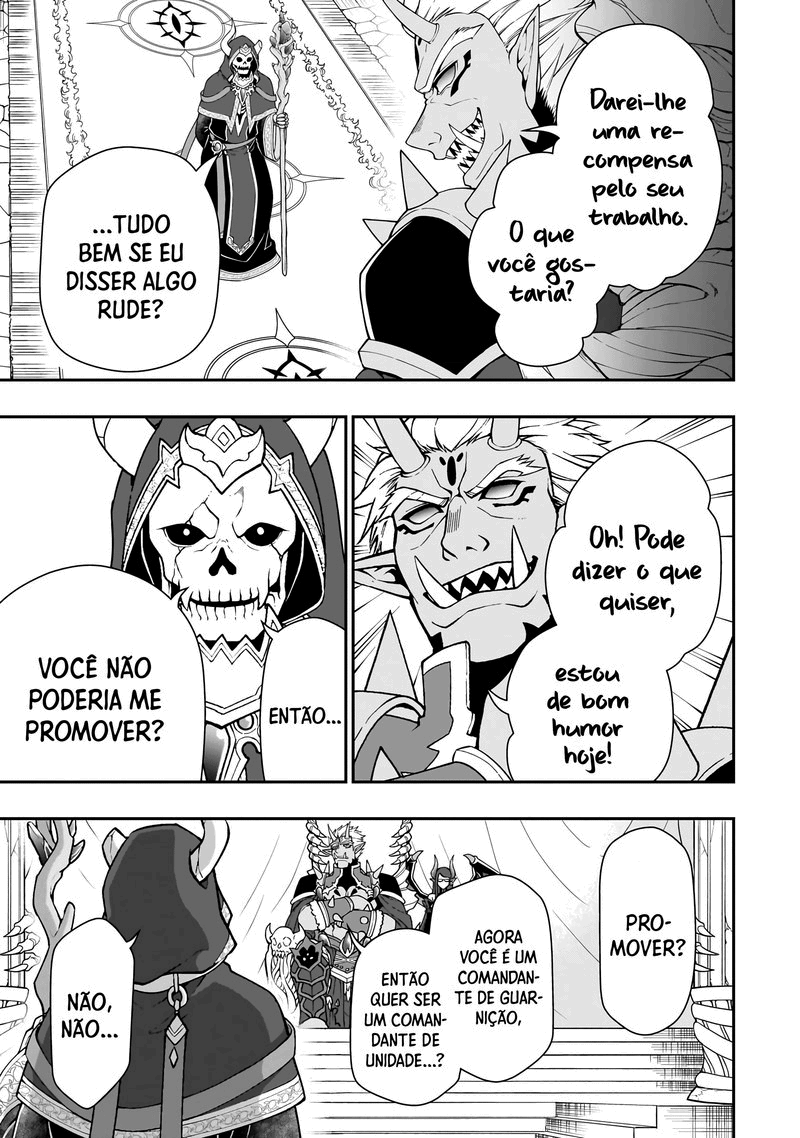 Darei-lhe
uma re-
compensa
pelo seu
trabalho.
O que
você gos-
taria?
...TUDO
BEM SE EU
DISSER ALGO
RUDE?
Oh! Pode
dizer o que
quiser,
estou
de bom
humor
hoje!
ENTÃO...
VOCÊ NÃO
PODERIA ME
PROMOVER?
PRO-
MOVER?
AGORA
VOCÊ É UM
COMANDAN-
TE DE GUAR-
NIÇÃO,
ENTÃO
QUER SER
UM COMAN-
DANTE DE
UNIDADE...?
NÃO,
NÃO...